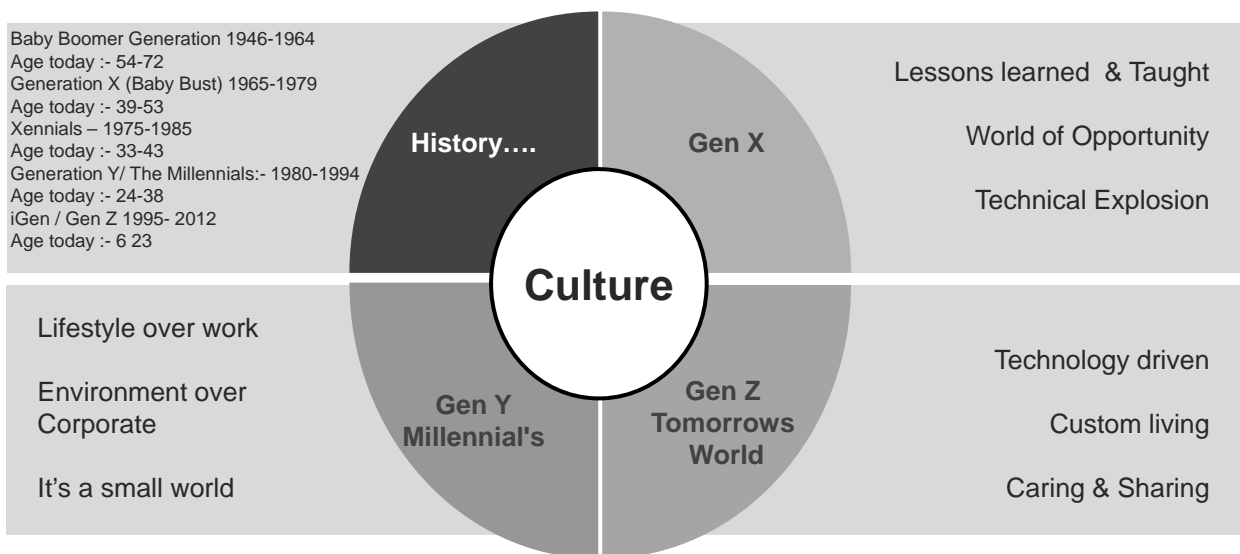 Baby Boomer Generation 1946-1964
Age today :- 54-72
Generation X (Baby Bust) 1965-1979
Age today :- 39-53
Xennials – 1975-1985
Age today :- 33-43
Generation Y/ The Millennials:- 1980-1994
Age today :- 24-38
iGen / Gen Z 1995- 2012
Age today :- 6 23
History….
Gen X
Lessons learned & Taught
World of Opportunity
Technical Explosion
Culture
Lifestyle over work
Environment over
Corporate
It’s a small world
Gen Y
Millennial's
Gen Z
Tomorrows
World
Technology driven
Custom living
Caring & Sharing